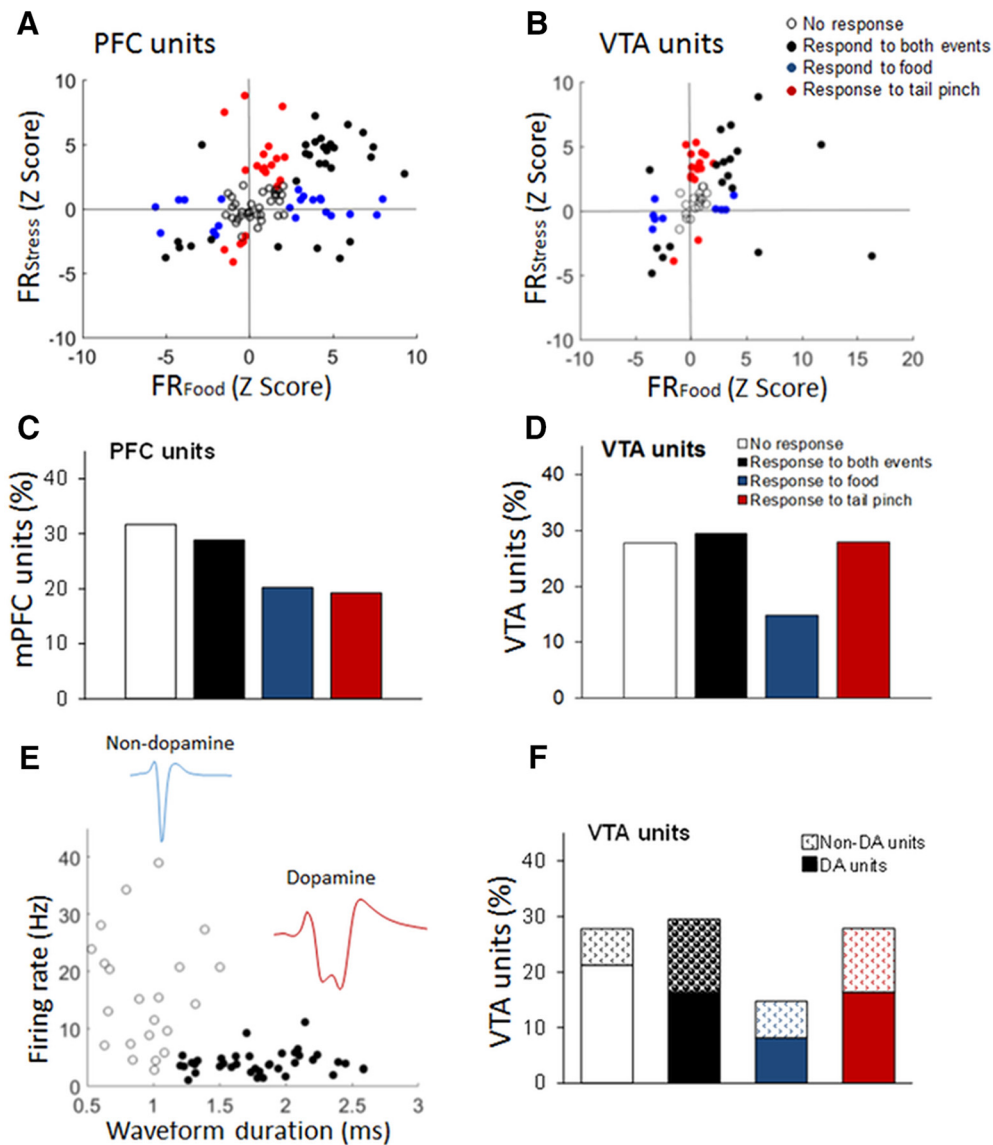 A
PFC units
10
5
0
-5
-10
-10
-5
0
5
10
FRStress (Z Score)
FRFood (Z Score)
B
VTA units
No response
Respond to both events
Respond to food
Response to tail pinch
10
5
0
-5
-10
-10
-5
0
5
10
15
20
FRStress (Z Score)
FRFood (Z Score)
C
PFC units
40
30
20
10
0
mPFC units (%)
D
VTA units
No response
Response to both events
Response to food
Response to tail pinch
40
30
20
10
0
VTA units (%)
E
Non-dopamine
Dopamine
40
30
20
10
0
0.5
1
1.5
2
2.5
3
Firing rate (Hz)
Waveform duration (ms)
F
VTA units
Non-DA units
DA units
40
30
20
10
0
VTA units (%)